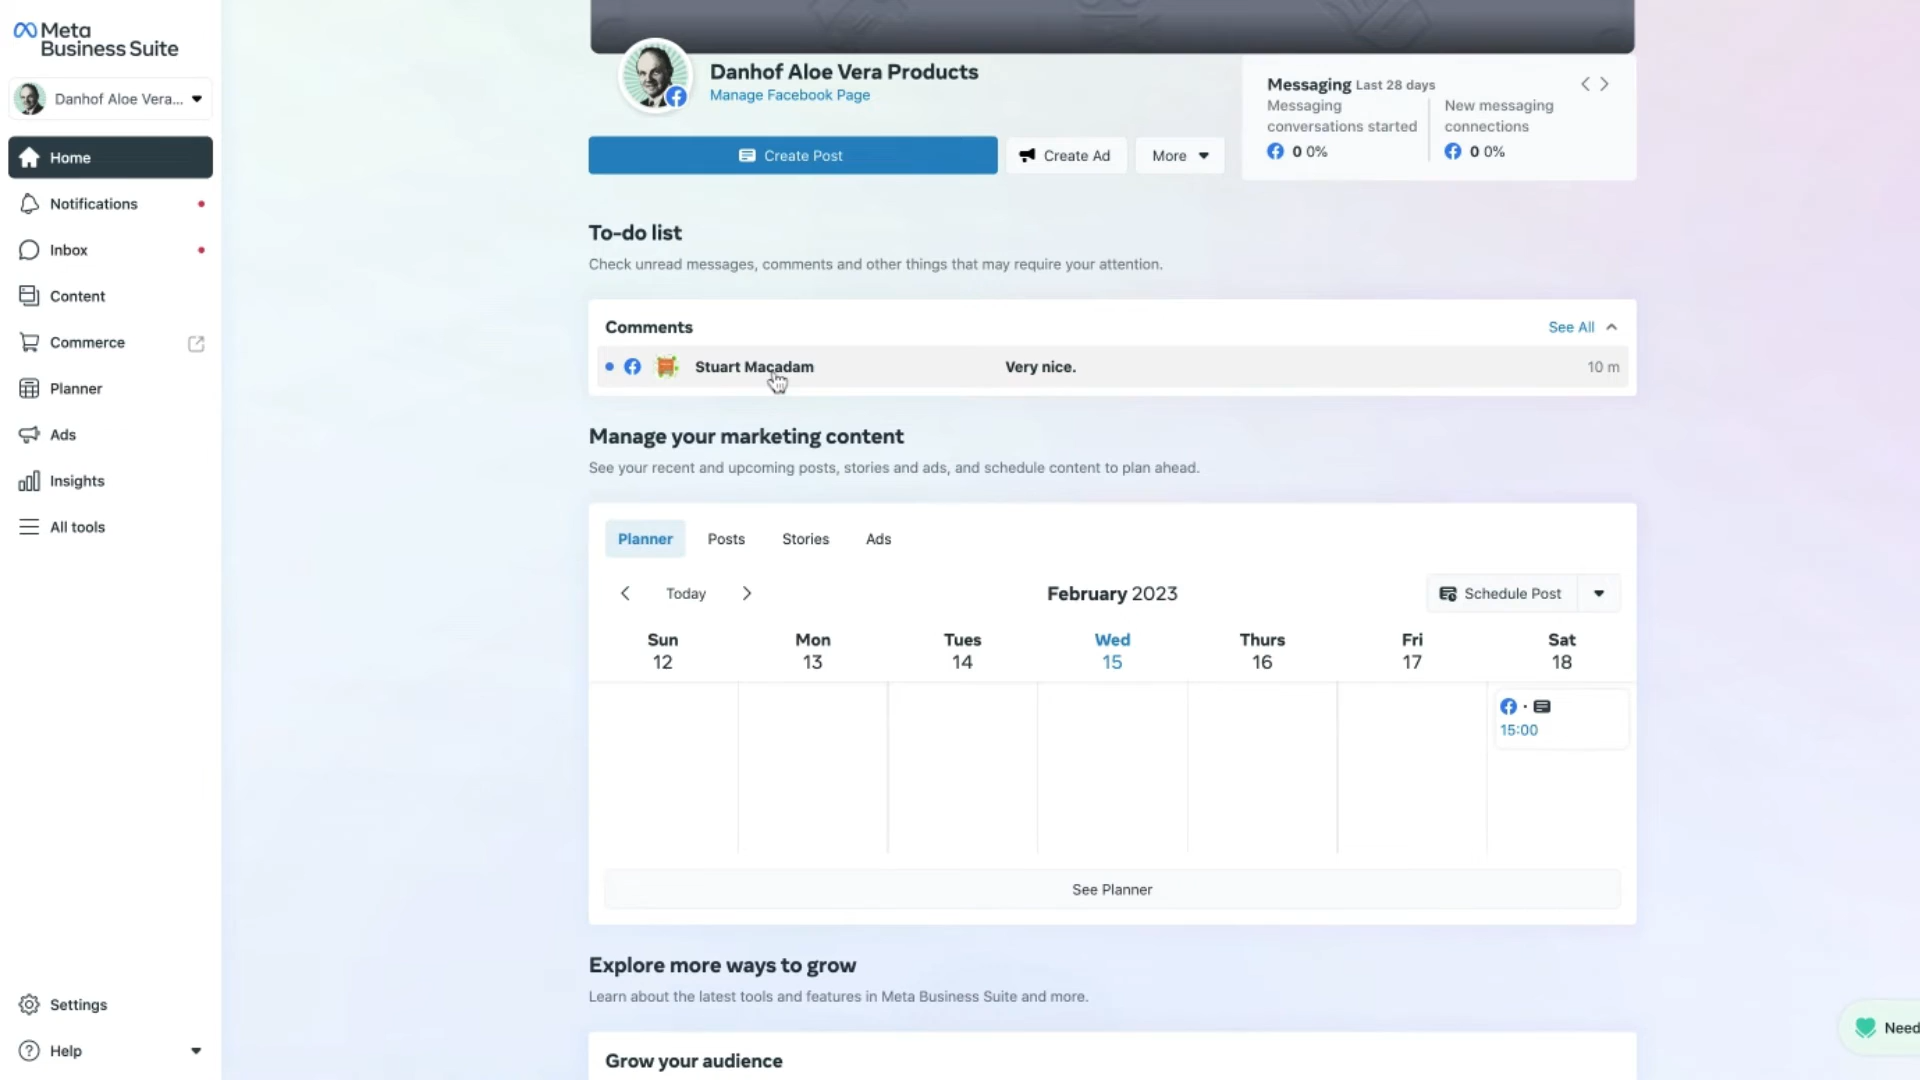 Meta
Business Suite
Danhof Aloe Vera...
Home
Notifications
Inbox
Content
Commerce
Planner
Ads
Insights
All tools
Settings
Help
Danhof Aloe Vera Products
Manage Facebook Page
Create Post
Create Ad
More
Messaging Last 28 days
Messaging
conversations started
0 0%
New messaging
connections
0 0%
To-do list
Check unread messages, comments and other things that may require your attention.
Comments
See All
Stuart Macadam
Very nice.
10 m
Manage your marketing content
See your recent and upcoming posts, stories and ads, and schedule content to plan ahead.
Planner
Posts
Stories
Ads
Today
February 2023
Schedule Post
Sun
12
Mon
13
Tues
14
Wed
15
Thurs
16
Fri
17
Sat
18
15:00
See Planner
Explore more ways to grow
Learn about the latest tools and features in Meta Business Suite and more.
Grow your audience
Need